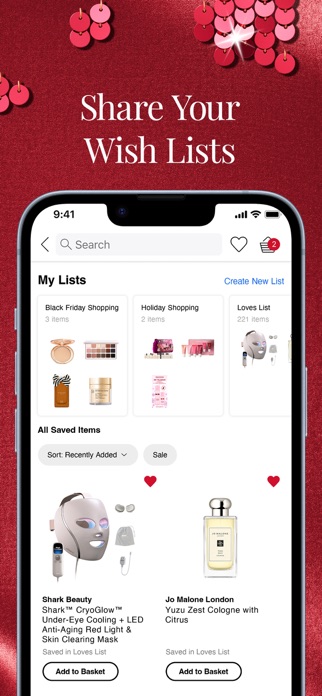 Share Your
Wish Lists
9:41
Search
2
My Lists
Create New List
Black Friday Shopping
3 items
Holiday Shopping
2 items
Loves List
221 items
All Saved Items
Sort: Recently Added
Sale
Shark Beauty
Shark™ CryoGlow™
Under-Eye Cooling + LED
Anti-Aging Red Light &
Skin Clearing Mask
Saved in Loves List
Add to Basket
Jo Malone London
Yuzu Zest Cologne with
Citrus
Saved in Loves List
Add to Basket